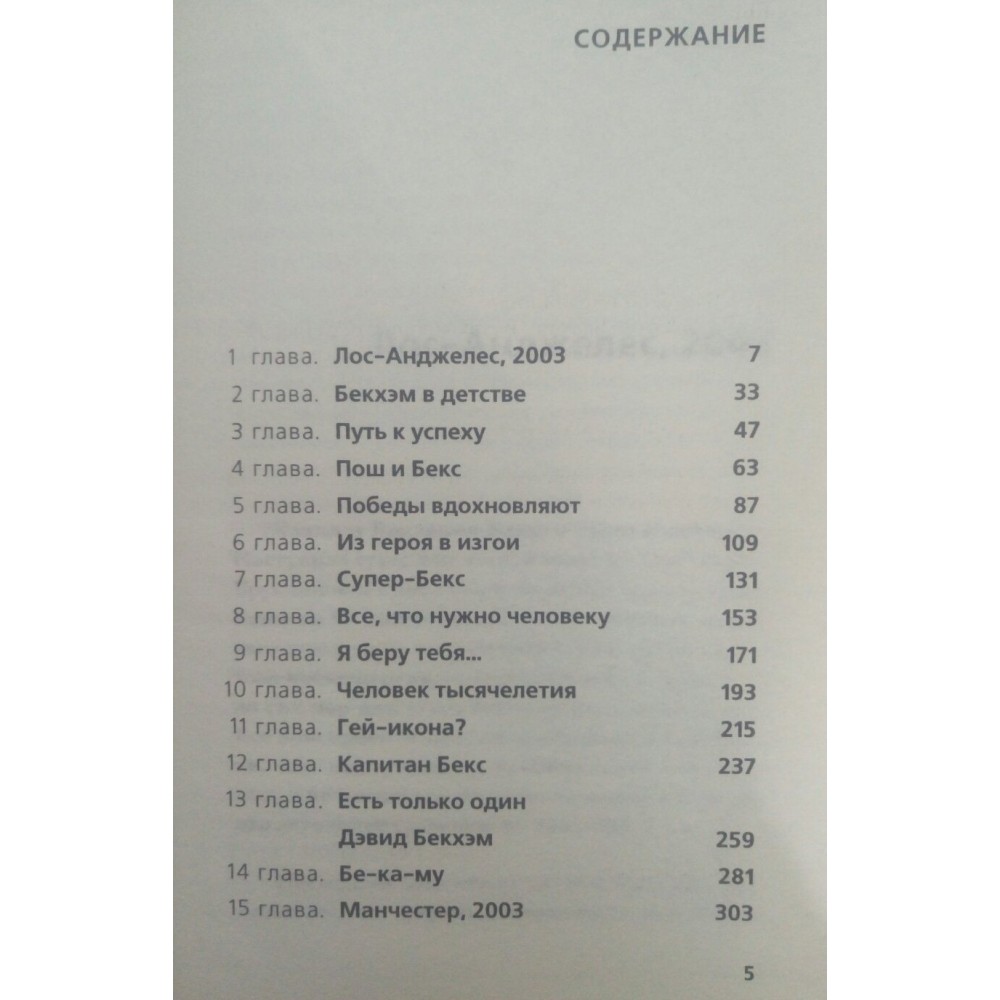 СОДЕРЖАНИЕ
1 глава. Лос-Анджелес, 2003 7
2 глава. Бекхэм в детстве 33
3 глава. Путь к успеху 47
4 глава. Пош и Бекс 63
5 глава. Победы вдохновляют 87
6 глава. Из героя в изгои 109
7 глава. Супер-Бекс 131
8 глава. Все, что нужно человеку 153
9 глава. Я беру тебя... 171
10 глава. Человек тысячелетия 193
11 глава. Гей-икона? 215
12 глава. Капитан Бекс 237
13 глава. Есть только один
Дэвид Бекхэм 259
14 глава. Бе-ка-му 281
15 глава. Манчестер, 2003 303
5